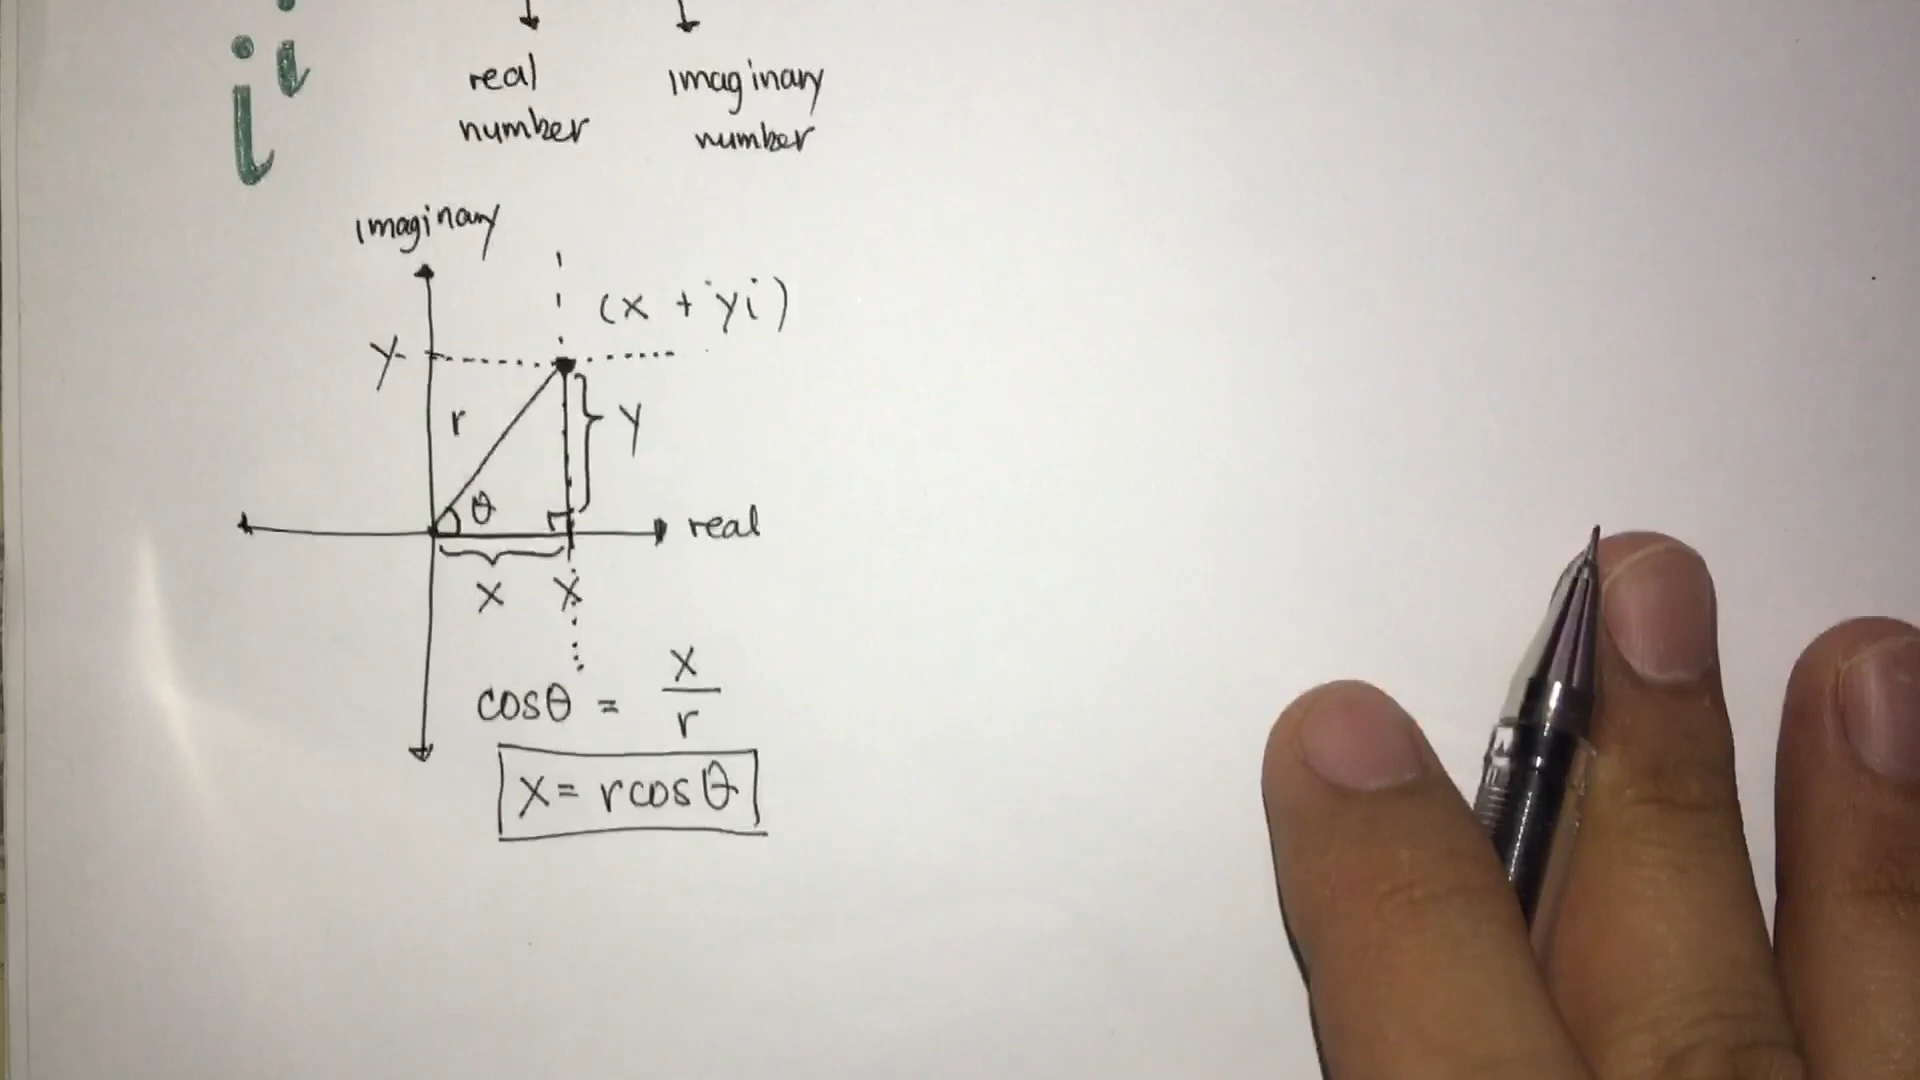 i^i
real imaginary
number number
imaginary
(x + yi)
y
r
y
θ
real
x x
cosθ = x/r
x = rcosθ